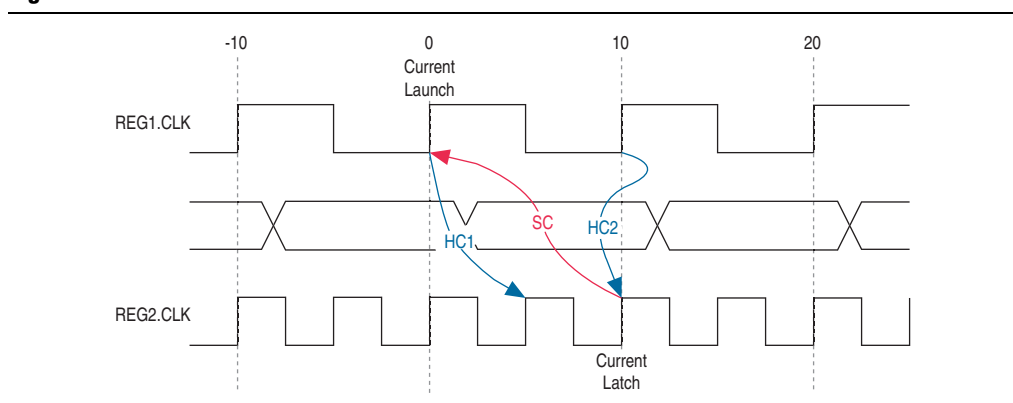 -10 0 10 20
Current
Launch
REG1.CLK
SC
HC2
HC1
REG2.CLK
Current
Latch